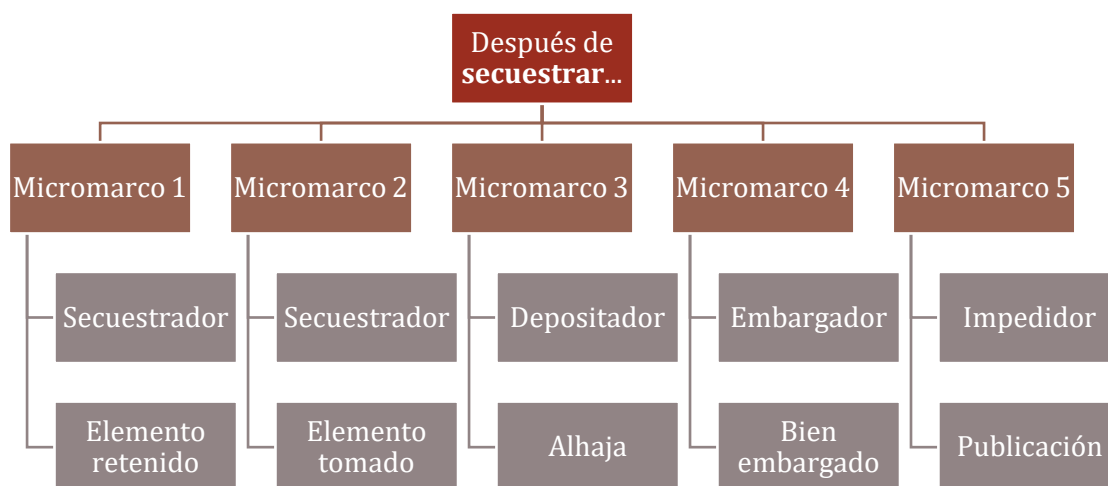 Después de
secuestrar...
Micromarco 1
Micromarco 2
Micromarco 3
Micromarco 4
Micromarco 5
Secuestrador
Secuestrador
Depositador
Embargador
Impedidor
Elemento
retenido
Elemento
tomado
Alhaja
Bien
embargado
Publicación